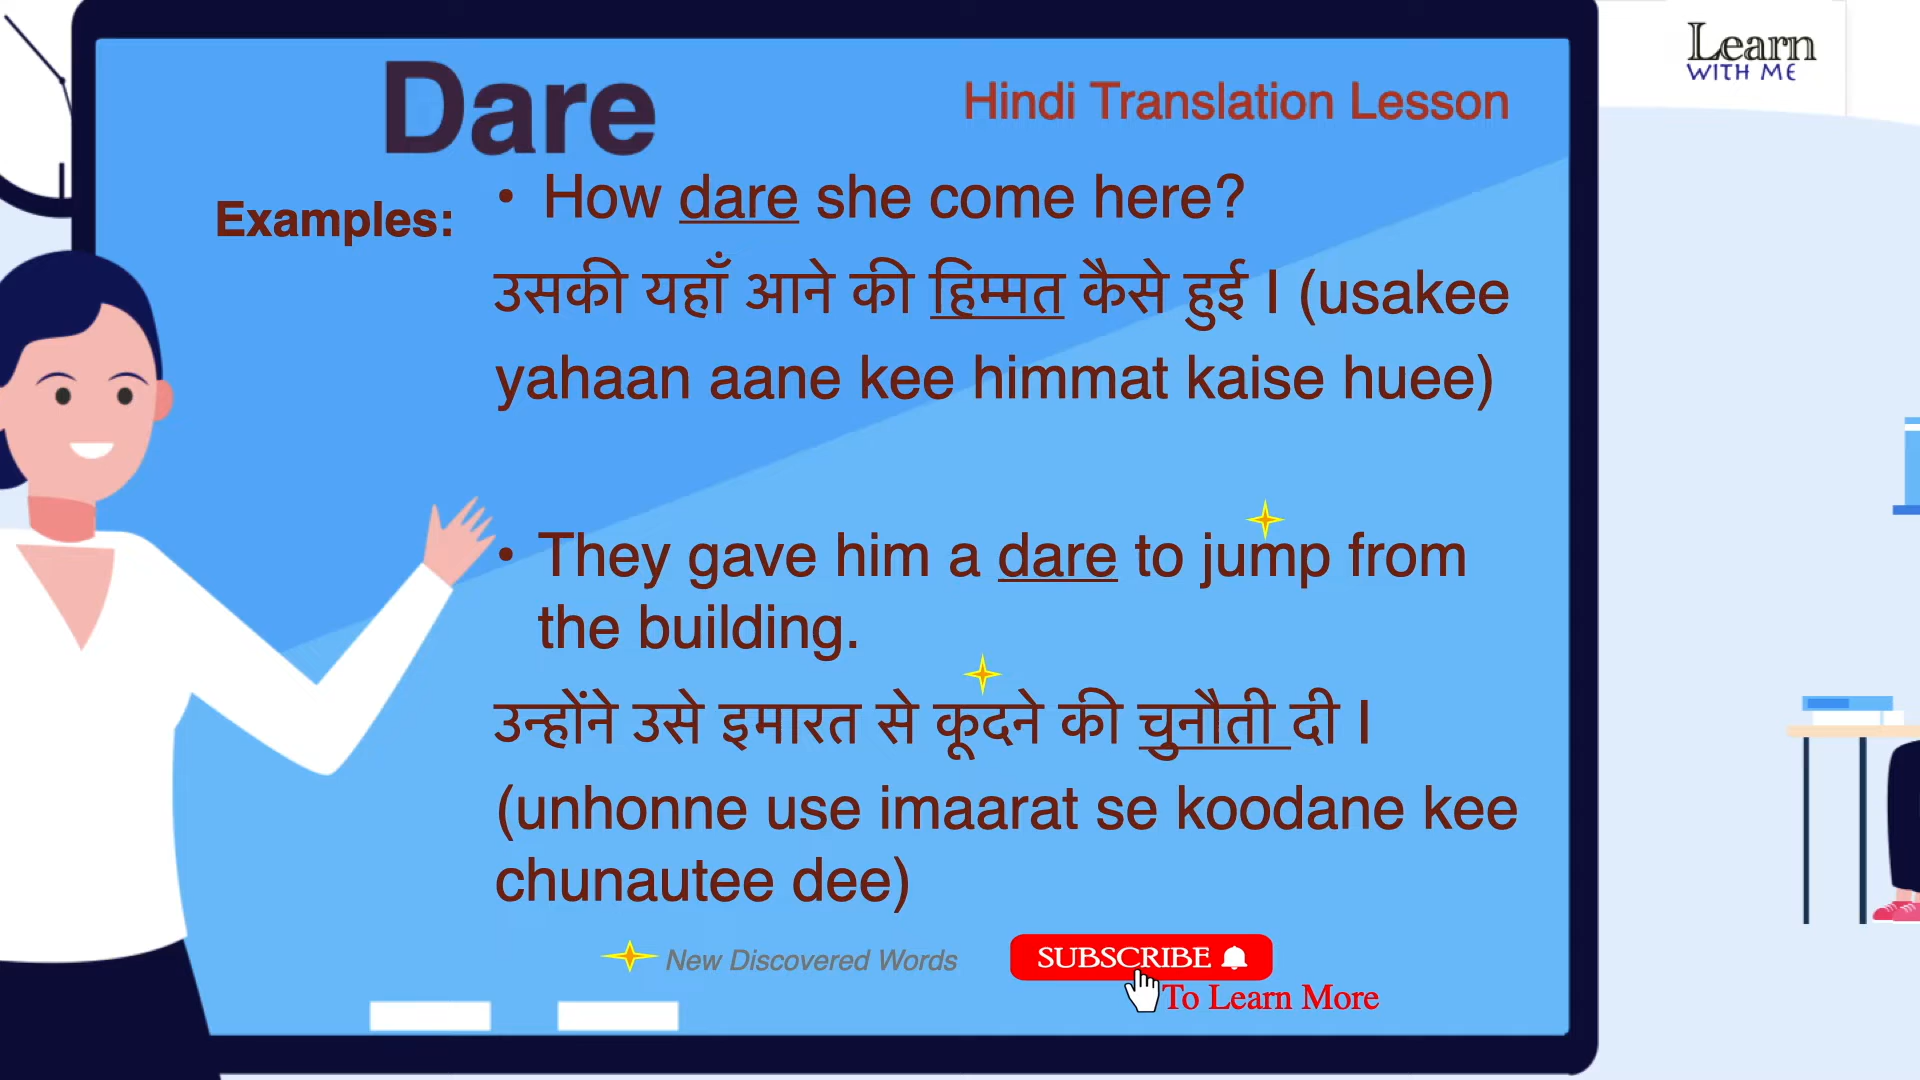 Learn
WITH ME
Dare
Hindi Translation Lesson
Examples:
• How dare she come here?
उसकी यहाँ आने की हिम्मत कैसे हुई l (usakee
yahaan aane kee himmat kaise huee)
• They gave him a dare to jump from
the building.
उन्होंने उसे इमारत से कूदने की चुनौती दी l
(unhonne use imaarat se koodane kee
chunautee dee)
New Discovered Words
SUBSCRIBE
To Learn More